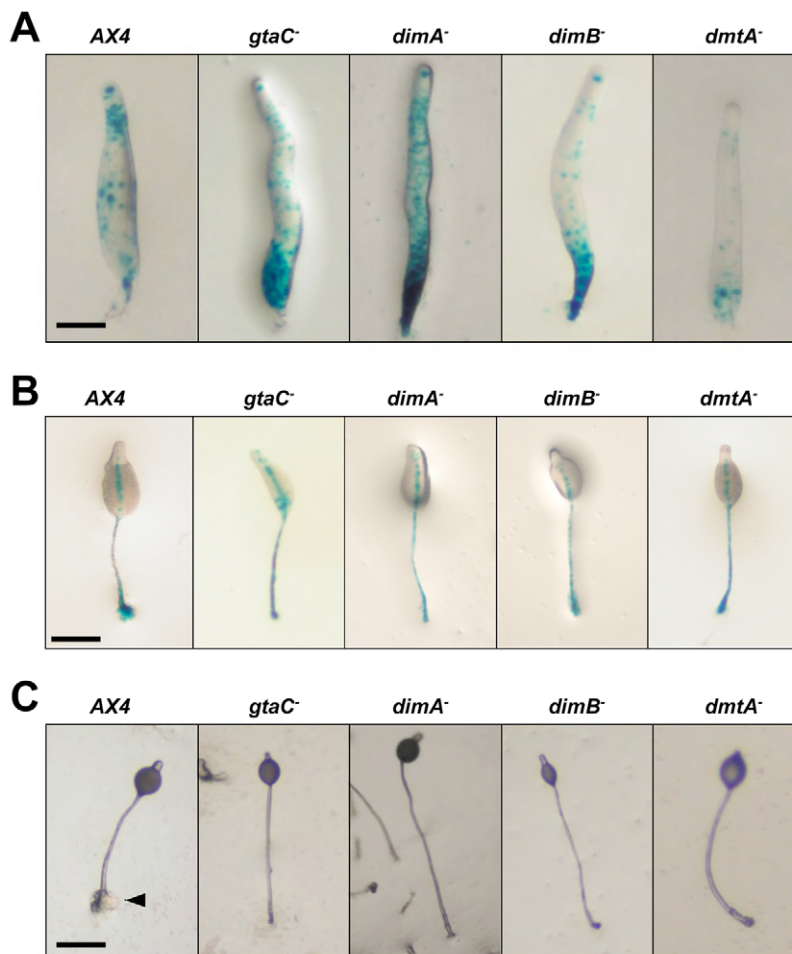 A
AX4 gtaC- dimA- dimB- dmtA-
B
AX4 gtaC- dimA- dimB- dmtA-
C
AX4 gtaC- dimA- dimB- dmtA-